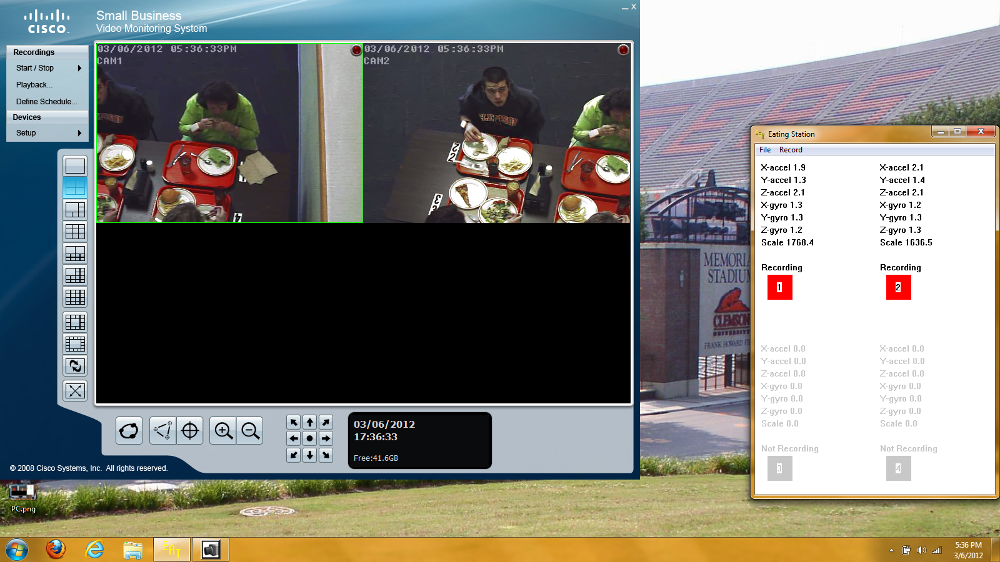 CISCO
Small Business
Video Monitoring System
Recordings
Start / Stop
Playback...
Define Schedule...
Devices
Setup
03/06/2012 05:36:33PM
CAM1
03/06/2012 05:36:33PM
CAM2
CLEMSON
22
4
03/06/2012
17:36:33
Free:41.6GB
© 2008 Cisco Systems, Inc. All rights reserved.
PC.png
MEMORIA
STADIU
CLEMSON
UNIVERSITY
FRANK HOWARD FI
EAT Eating Station
File Record
X-accel 1.9 X-accel 2.1
Y-accel 1.3 Y-accel 1.4
Z-accel 2.1 Z-accel 2.1
X-gyro 1.3 X-gyro 1.2
Y-gyro 1.3 Y-gyro 1.3
Z-gyro 1.2 Z-gyro 1.3
Scale 1768.4 Scale 1636.5
Recording Recording
1 2
X-accel 0.0 X-accel 0.0
Y-accel 0.0 Y-accel 0.0
Z-accel 0.0 Z-accel 0.0
X-gyro 0.0 X-gyro 0.0
Y-gyro 0.0 Y-gyro 0.0
Z-gyro 0.0 Z-gyro 0.0
Scale 0.0 Scale 0.0
Not Recording Not Recording
3 4
EAT
5:36 PM
3/6/2012